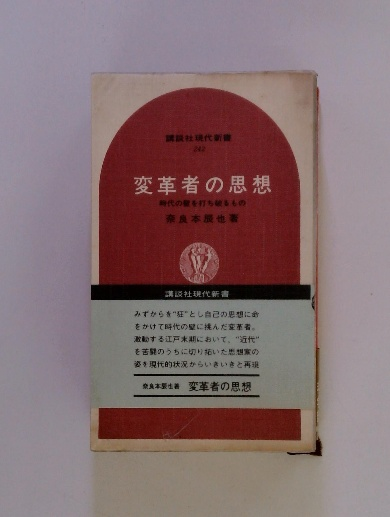 講談社現代新書
243
変革者の思想
時代の壁を打ち破るもの
奈良本辰也著
講談社現代新書
みずからを“狂”とし自己の思想に命
をかけて時代の壁に挑んだ変革者。
激動する江戸末期において、“近代”
を苦闘のうちに切り拓いた思想家の
姿を現代的状況からいきいきと再現
奈良本辰也著 変革者の思想